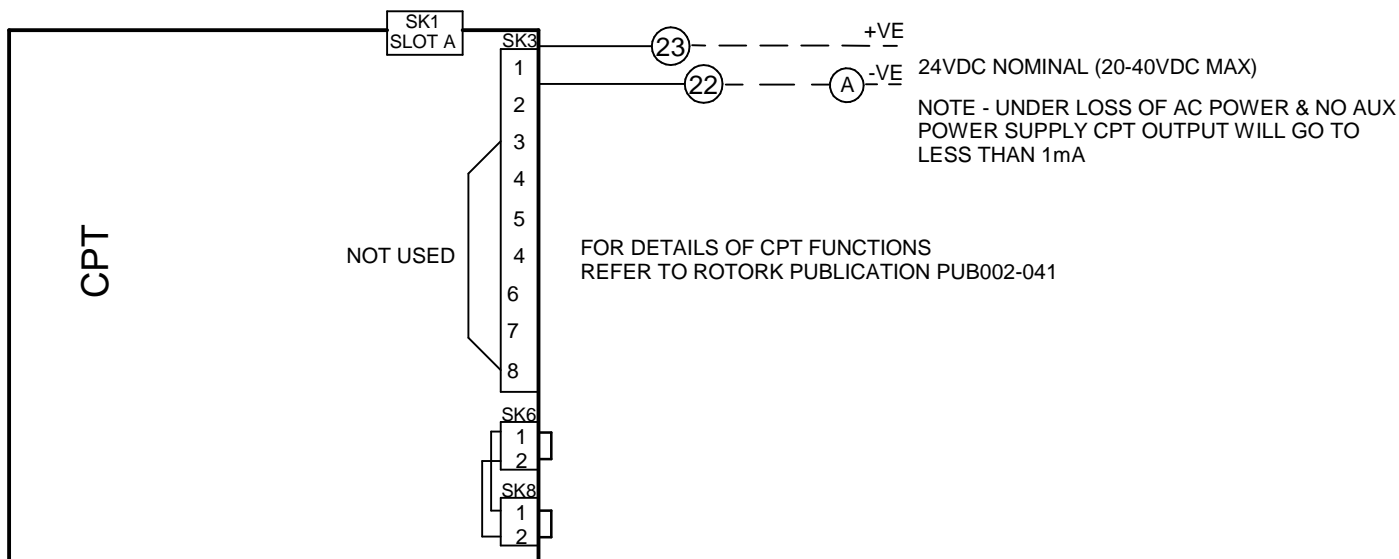 SK1
SLOT A
SK3
1
2
3
4
5
4
6
7
8
23
+VE
22
A
-VE
24VDC NOMINAL (20-40VDC MAX)
NOTE - UNDER LOSS OF AC POWER & NO AUX
POWER SUPPLY CPT OUTPUT WILL GO TO
LESS THAN 1mA
CPT
NOT USED
FOR DETAILS OF CPT FUNCTIONS
REFER TO ROTORK PUBLICATION PUB002-041
SK6
1
2
SK8
1
2